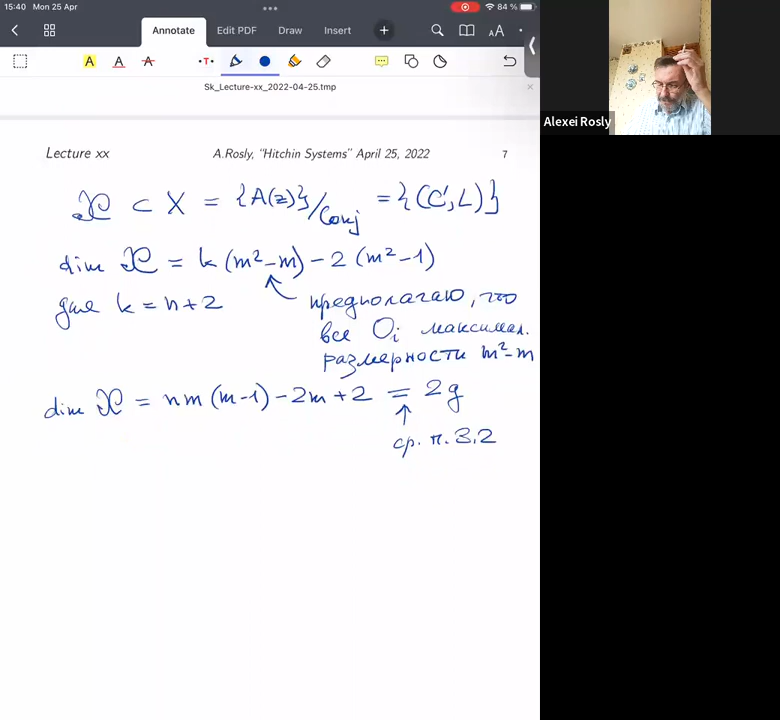 15:40 Mon 25 Apr
84 %
Annotate Edit PDF Draw Insert
AA
A A A T
Sk_Lecture-xx_2022-04-25.tmp
Alexei Rosly
Lecture xx A.Rosly, "Hitchin Systems" April 25, 2022 7
𝓗 ⊂ X = {A(z)}/Conj = {(C', L)}
dim 𝓗 = k (m²-m) - 2 (m²-1)
для k = n+2
предполагаю, что
все Oᵢ максимал.
размерности m²-m
dim 𝓗 = nm (m-1) - 2m + 2 = 2g
ср. п. 3.2